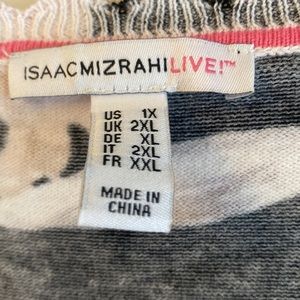 ISAACMIZRAHILIVE!™
US 1X
UK 2XL
DE XL
IT 2XL
FR XXL
MADE IN
CHINA